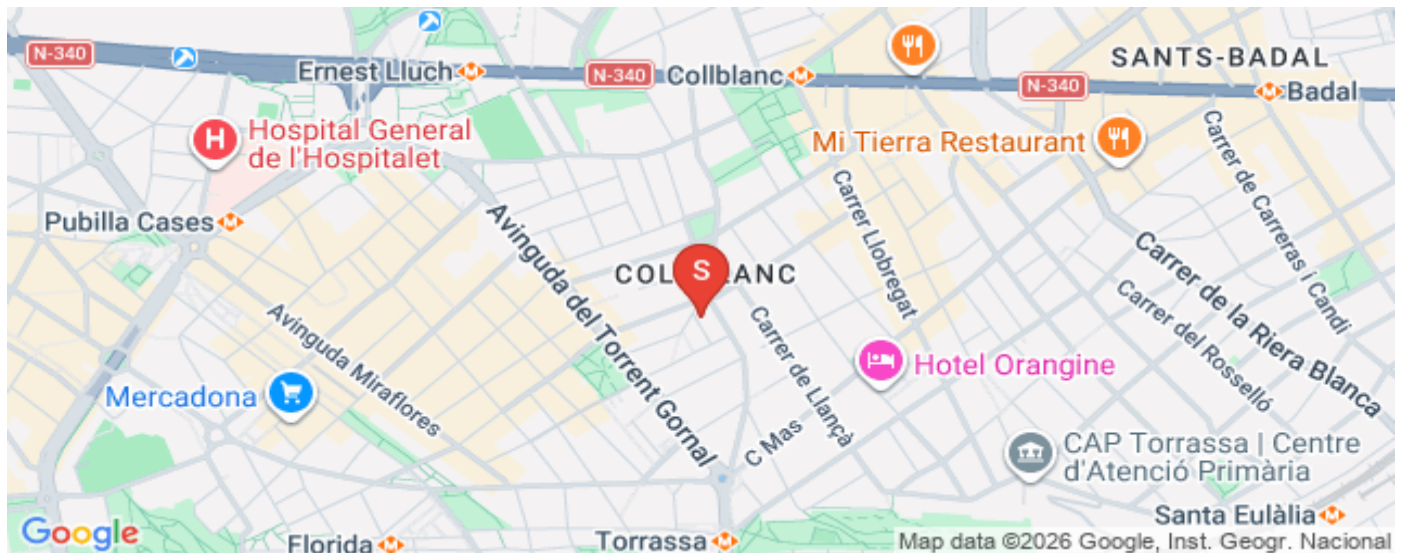 SANTS-BADAL
N-340
Ernest Lluch
N-340
Collblanc
N-340
Badal
Hospital General
de l'Hospitalet
Mi Tierra Restaurant
Carrer de Carreras i Candi
Pubilla Cases
Avinguda del Torrent Gornal
Carrer Llobregat
S
Carrer de la Riera Blanca
Carrer del Rosselló
Avinguda Miraflores
Carrer de Llançà
Hotel Orangine
Mercadona
C Mas
CAP Torrassa | Centre
d'Atenció Primària
Santa Eulàlia
Google
Florida
Torrassa
Map data ©2026 Google, Inst. Geogr. Nacional